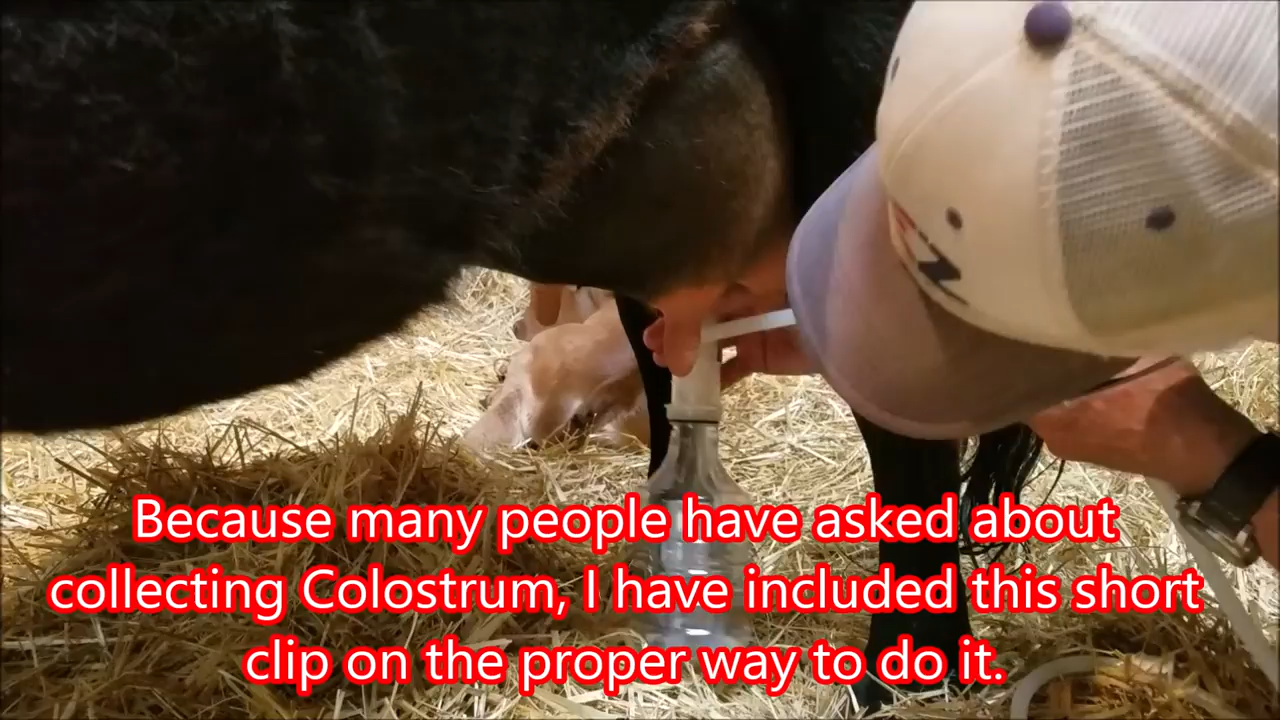 Because many people have asked about
collecting Colostrum, I have included this short
clip on the proper way to do it.